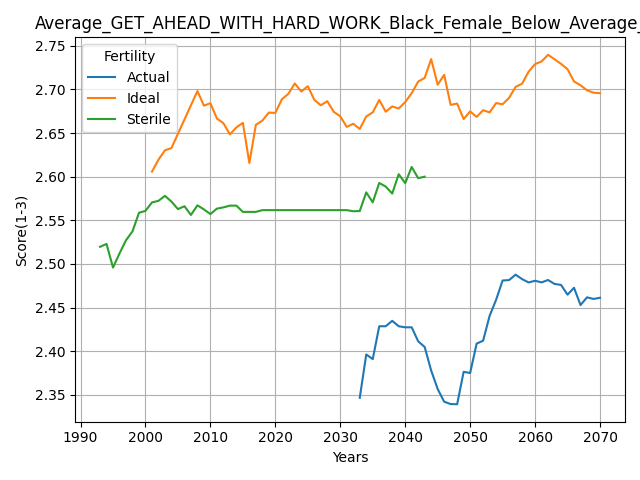 Average_GET_AHEAD_WITH_HARD_WORK_Black_Female_Below_Average_
Fertility
Actual
Ideal
Sterile
Score(1-3)
2.75
2.70
2.65
2.60
2.55
2.50
2.45
2.40
2.35
1990 2000 2010 2020 2030 2040 2050 2060 2070
Years